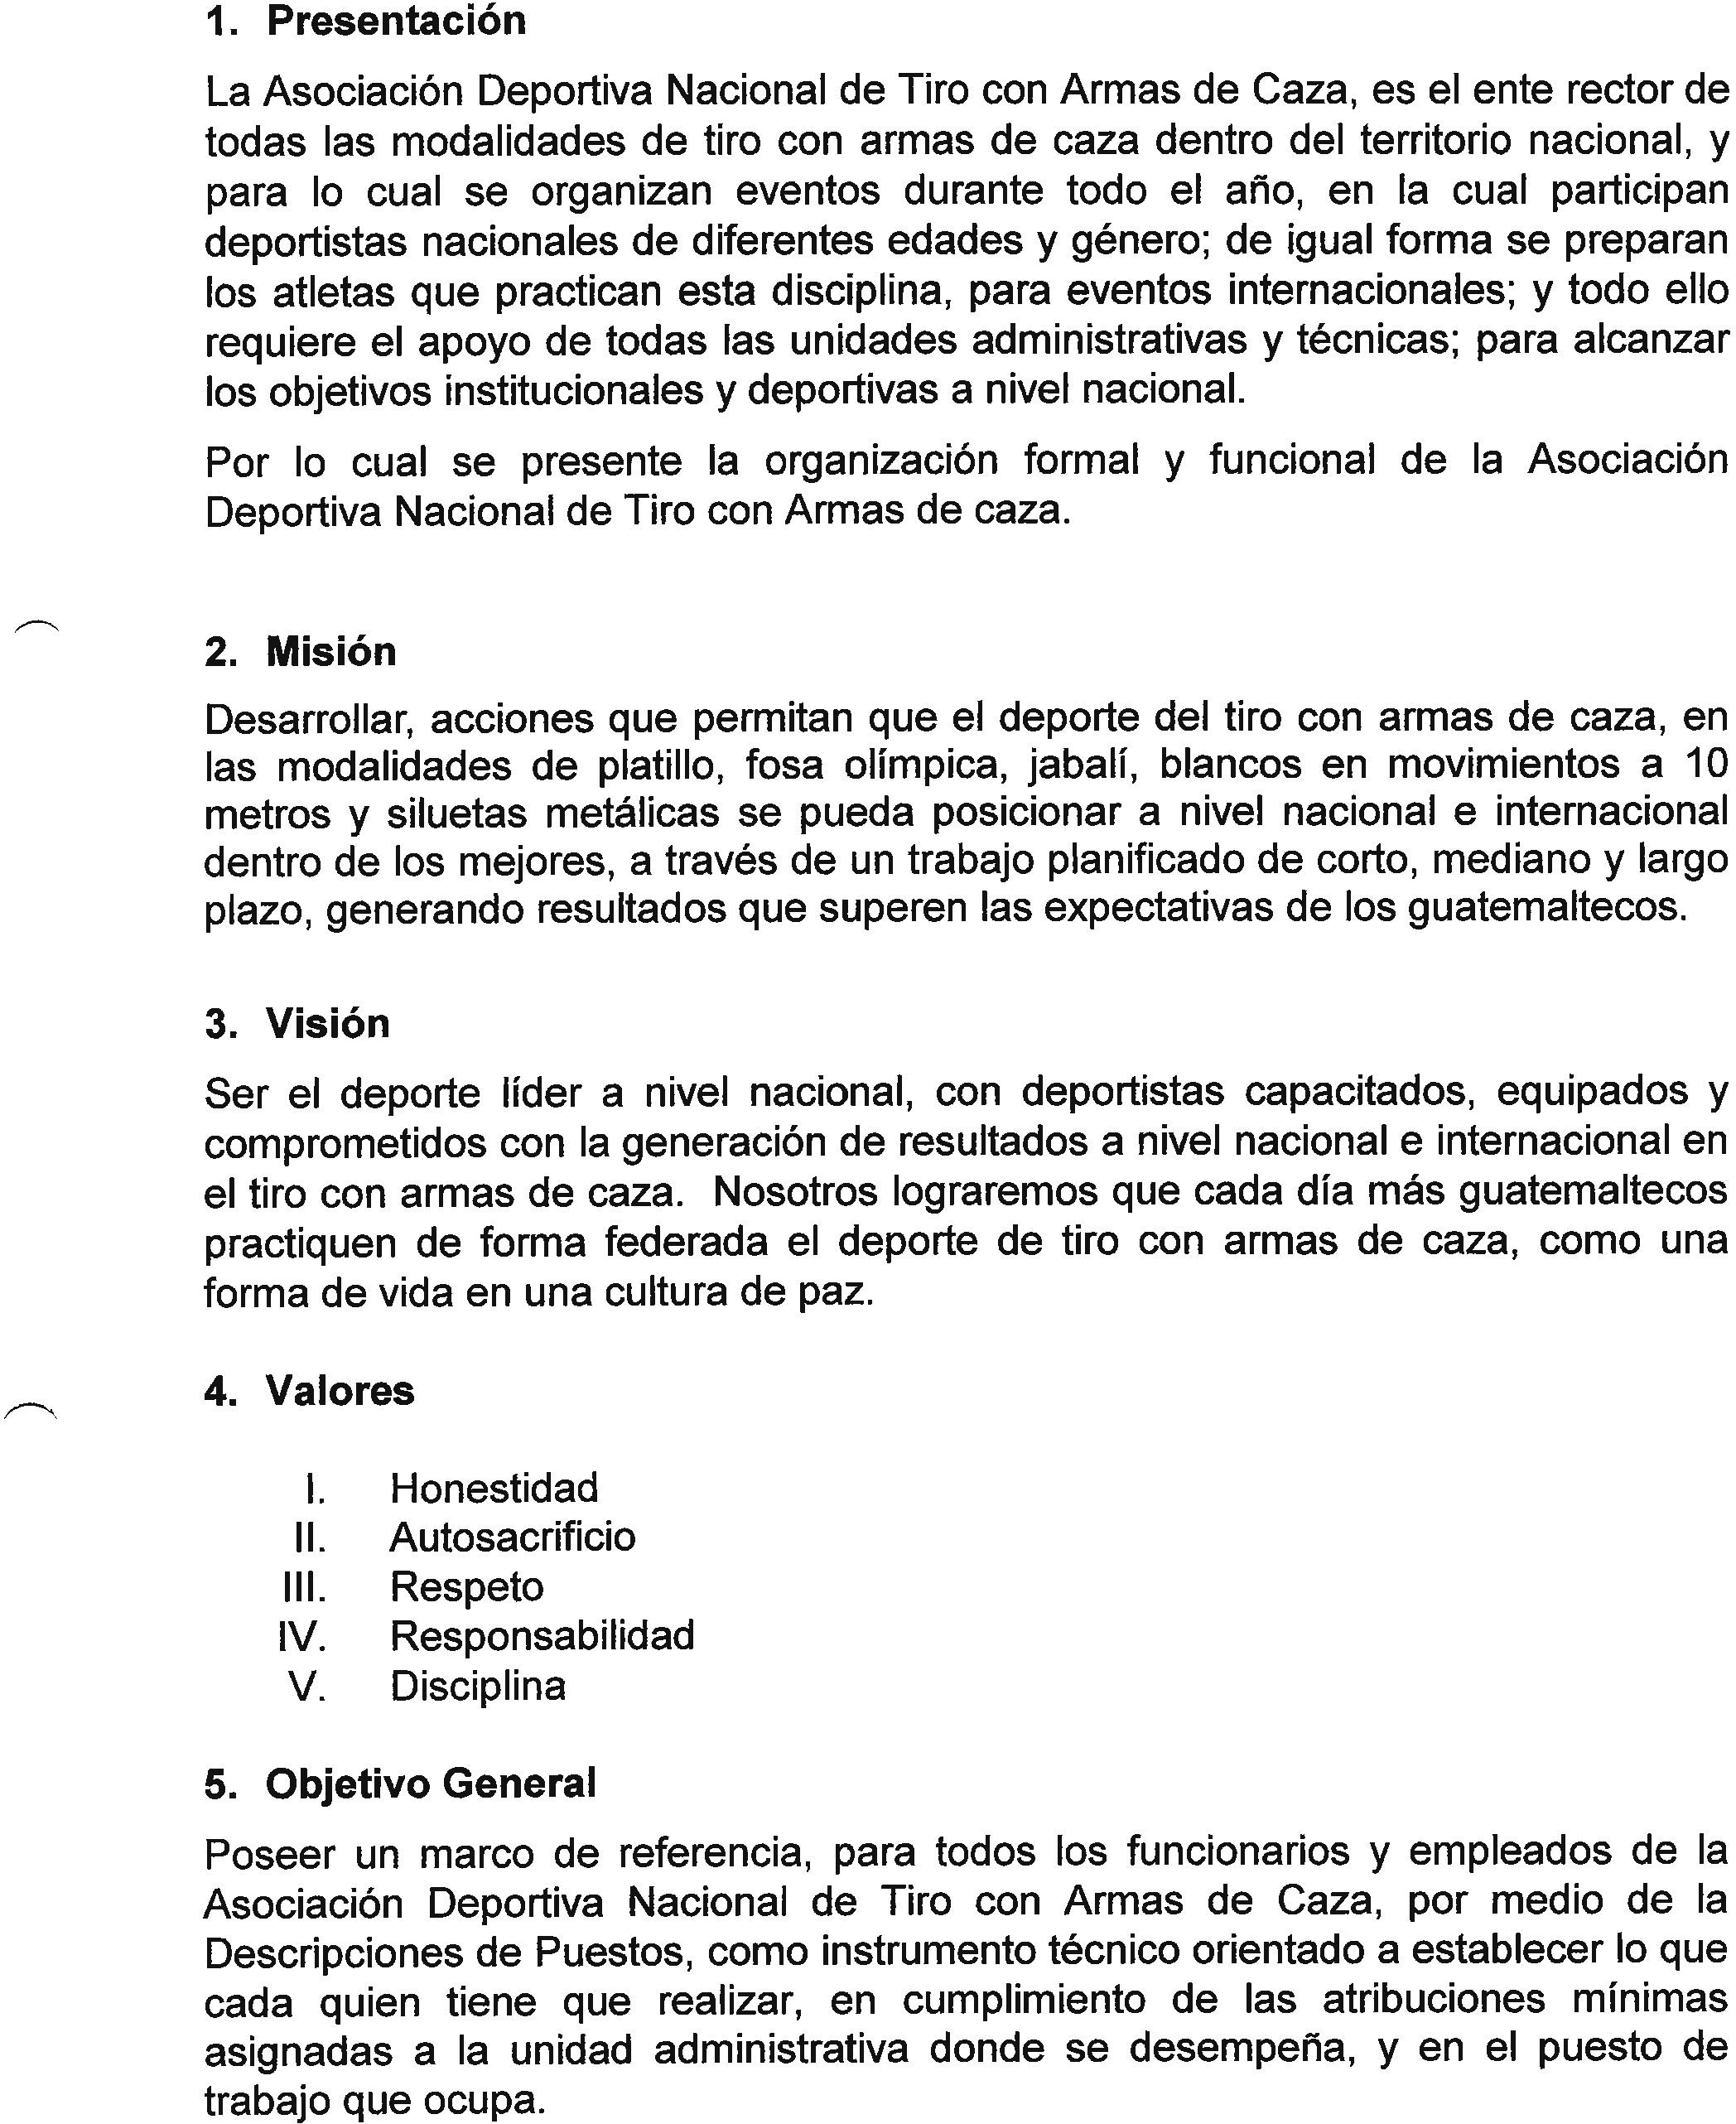 1. Presentación
La Asociación Deportiva Nacional de Tiro con Armas de Caza, es el ente rector de
todas las modalidades de tiro con armas de caza dentro del territorio nacional, y
para lo cual se organizan eventos durante todo el año, en la cual participan
deportistas nacionales de diferentes edades y género; de igual forma se preparan
los atletas que practican esta disciplina, para eventos internacionales; y todo ello
requiere el apoyo de todas las unidades administrativas y técnicas; para alcanzar
los objetivos institucionales y deportivas a nivel nacional.
Por lo cual se presente la organización formal y funcional de la Asociación
Deportiva Nacional de Tiro con Armas de caza.
2. Misión
Desarrollar, acciones que permitan que el deporte del tiro con armas de caza, en
las modalidades de platillo, fosa olímpica, jabalí, blancos en movimientos a 10
metros y siluetas metálicas se pueda posicionar a nivel nacional e internacional
dentro de los mejores, a través de un trabajo planificado de corto, mediano y largo
plazo, generando resultados que superen las expectativas de los guatemaltecos.
3. Visión
Ser el deporte líder a nivel nacional, con deportistas capacitados, equipados y
comprometidos con la generación de resultados a nivel nacional e internacional en
el tiro con armas de caza. Nosotros lograremos que cada día más guatemaltecos
practiquen de forma federada el deporte de tiro con armas de caza, como una
forma de vida en una cultura de paz.
4. Valores
I. Honestidad
II. Autosacrificio
III. Respeto
IV. Responsabilidad
V. Disciplina
5. Objetivo General
Poseer un marco de referencia, para todos los funcionarios y empleados de la
Asociación Deportiva Nacional de Tiro con Armas de Caza, por medio de la
Descripciones de Puestos, como instrumento técnico orientado a establecer lo que
cada quien tiene que realizar, en cumplimiento de las atribuciones mínimas
asignadas a la unidad administrativa donde se desempeña, y en el puesto de
trabajo que ocupa.